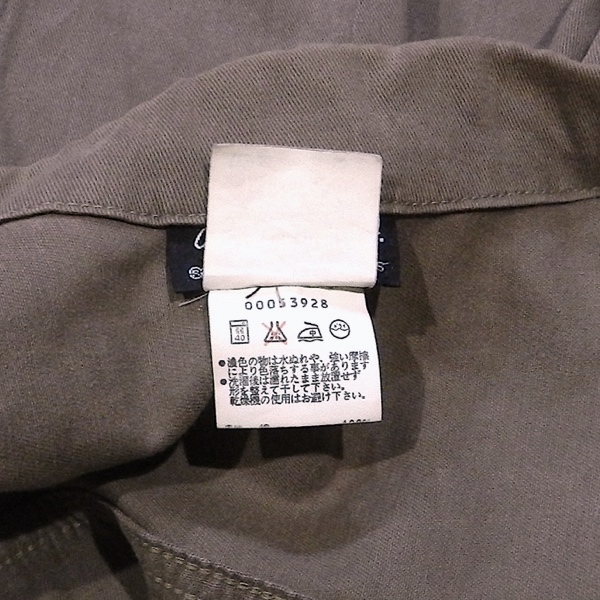 00053928
弱
40
●濃色の物は水ぬれや、強い摩擦
により色落ちする事があります
●洗濯後は濡れたまま放置せず
形を整えて干して下さい。
乾燥機の使用はお避け下さい。